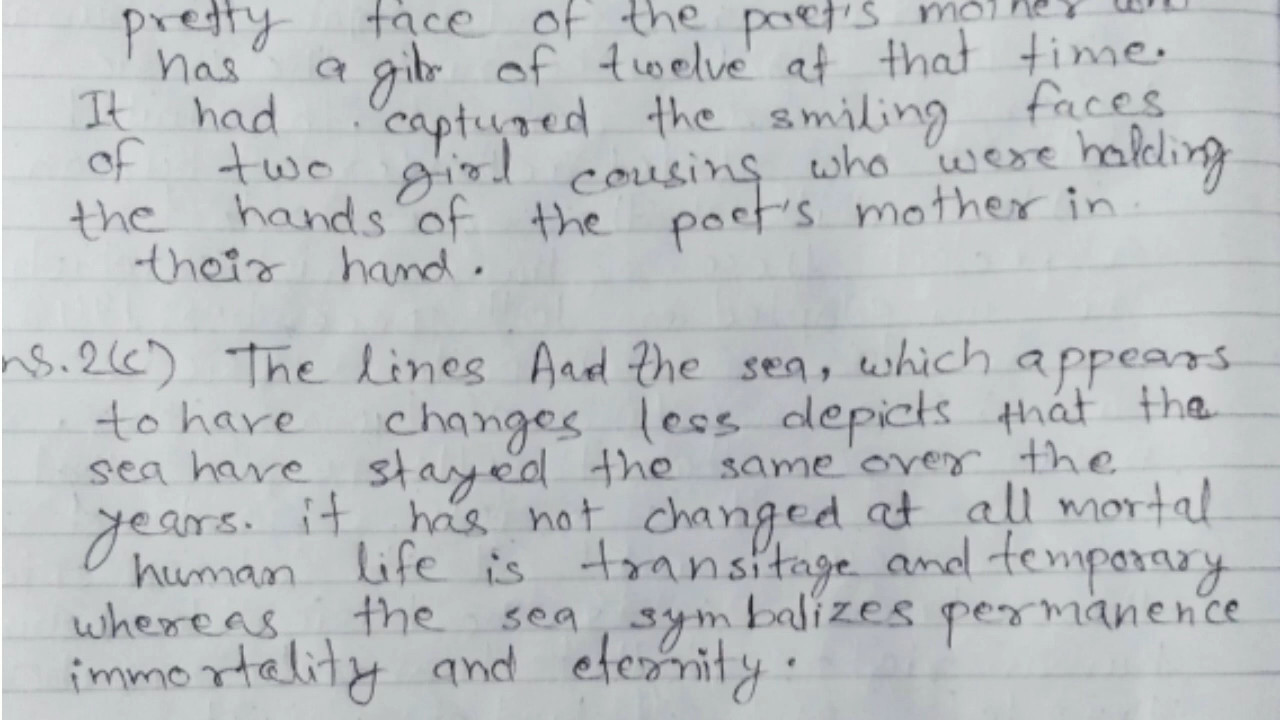 pretty face of the poet's mother who
has a gilr of twelve at that time.
It had captured the smiling faces
of two girl cousins who were holding
the hands of the poet's mother in
their hand.
ns. 2(c) The lines And the sea, which appears
to have changes less depicts that the
sea have stayed the same over the
years. it has not changed at all mortal
human life is transitage and temporary
whereas the sea symbalizes permanence
immortality and eternity.